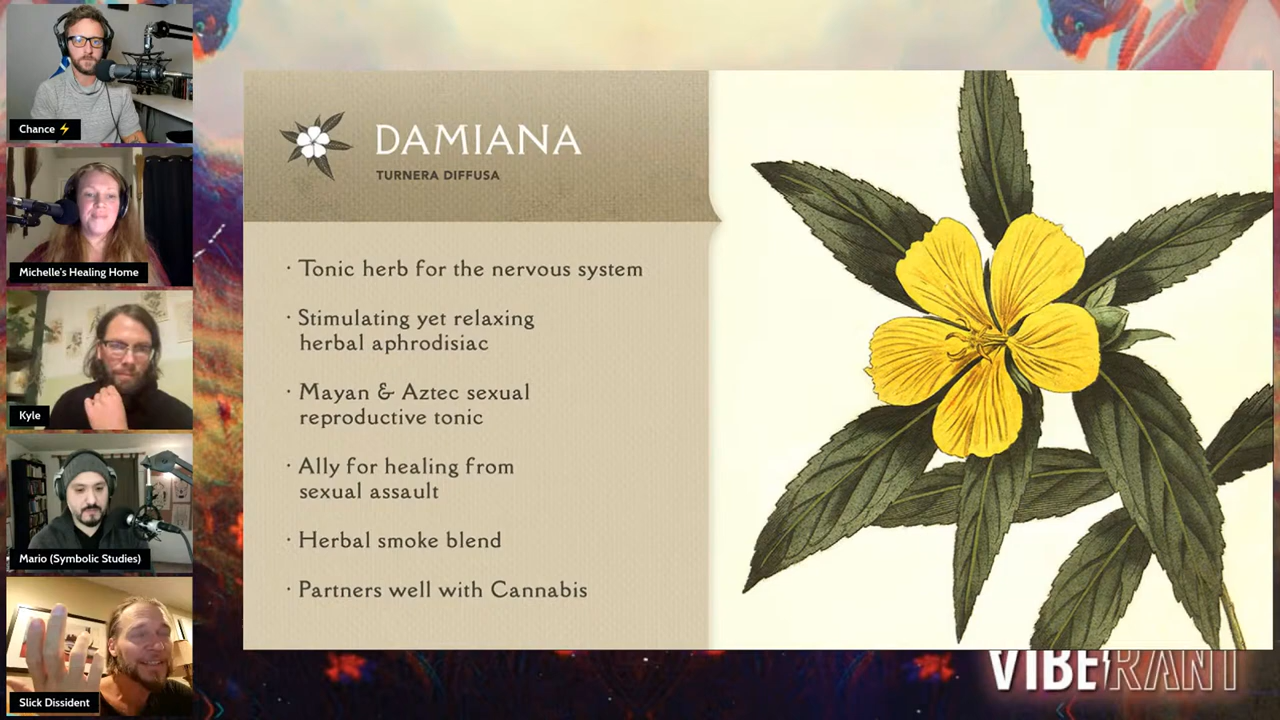 Chance⚡
Michelle's Healing Home
Kyle
Mario (Symbolic Studies)
Slick Dissident
DAMIANA
TURNERA DIFFUSA
· Tonic herb for the nervous system
· Stimulating yet relaxing
herbal aphrodisiac
· Mayan & Aztec sexual
reproductive tonic
· Ally for healing from
sexual assault
· Herbal smoke blend
· Partners well with Cannabis
VIBE RANT